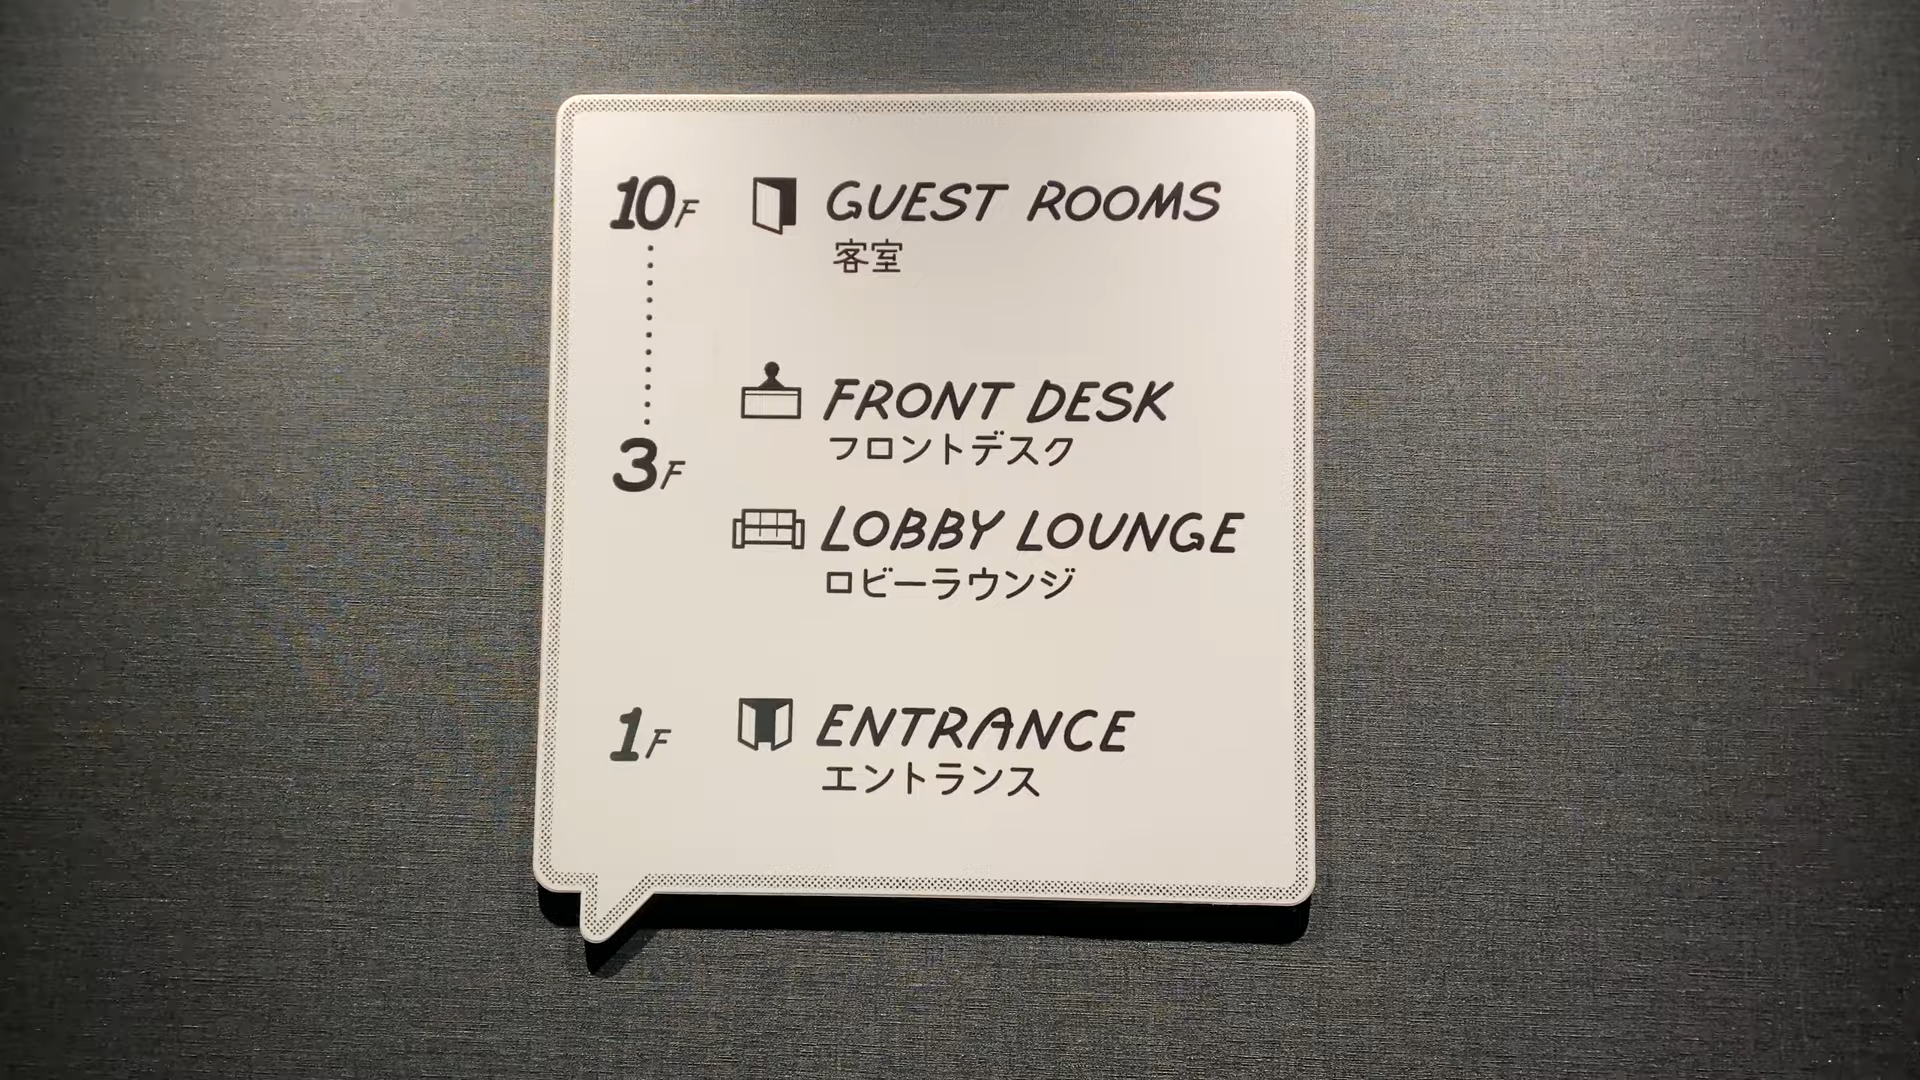 10F GUEST ROOMS
客室
FRONT DESK
フロントデスク
3F
LOBBY LOUNGE
ロビーラウンジ
1F ENTRANCE
エントランス